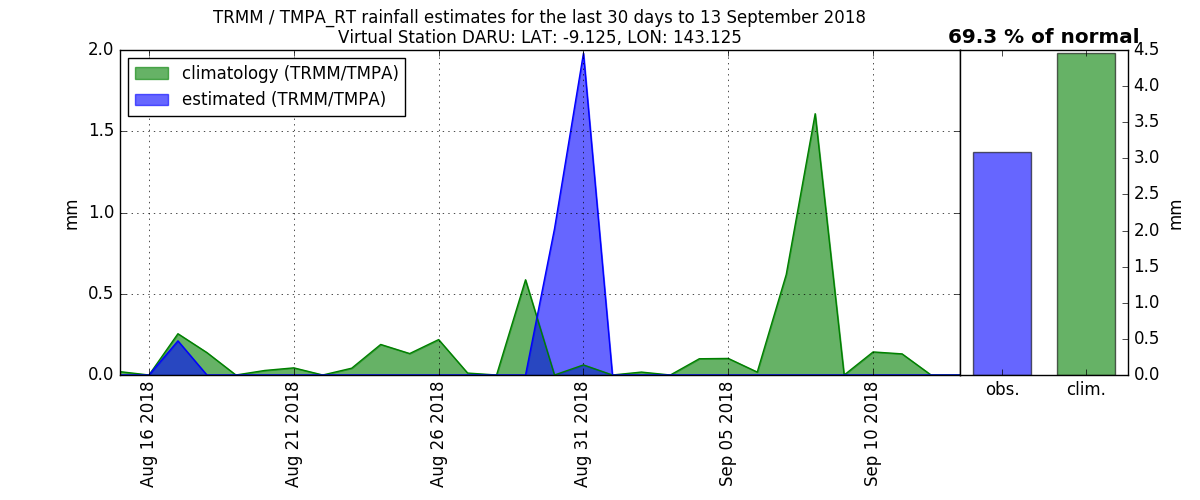 TRMM / TMPA_RT rainfall estimates for the last 30 days to 13 September 2018
Virtual Station DARU: LAT: -9.125, LON: 143.125
69.3 % of normal
climatology (TRMM/TMPA)
estimated (TRMM/TMPA)
2.0
1.5
1.0
0.5
0.0
mm
Aug 16 2018
Aug 21 2018
Aug 26 2018
Aug 31 2018
Sep 05 2018
Sep 10 2018
4.5
4.0
3.5
3.0
2.5
2.0
1.5
1.0
0.5
0.0
mm
obs.
clim.